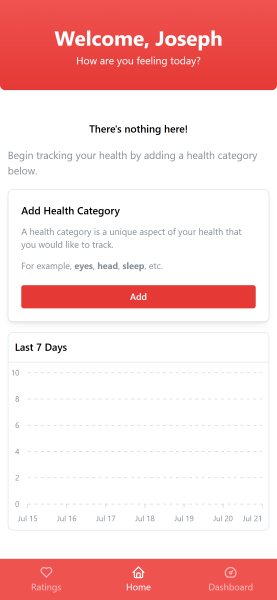 Welcome, Joseph
How are you feeling today?
There's nothing here!
Begin tracking your health by adding a health category
below.
Add Health Category
A health category is a unique aspect of your health that
you would like to track.
For example, eyes, head, sleep, etc.
Add
Last 7 Days
10
8
6
4
2
0
Jul 15 Jul 16 Jul 17 Jul 18 Jul 19 Jul 20 Jul 21
Ratings Home Dashboard